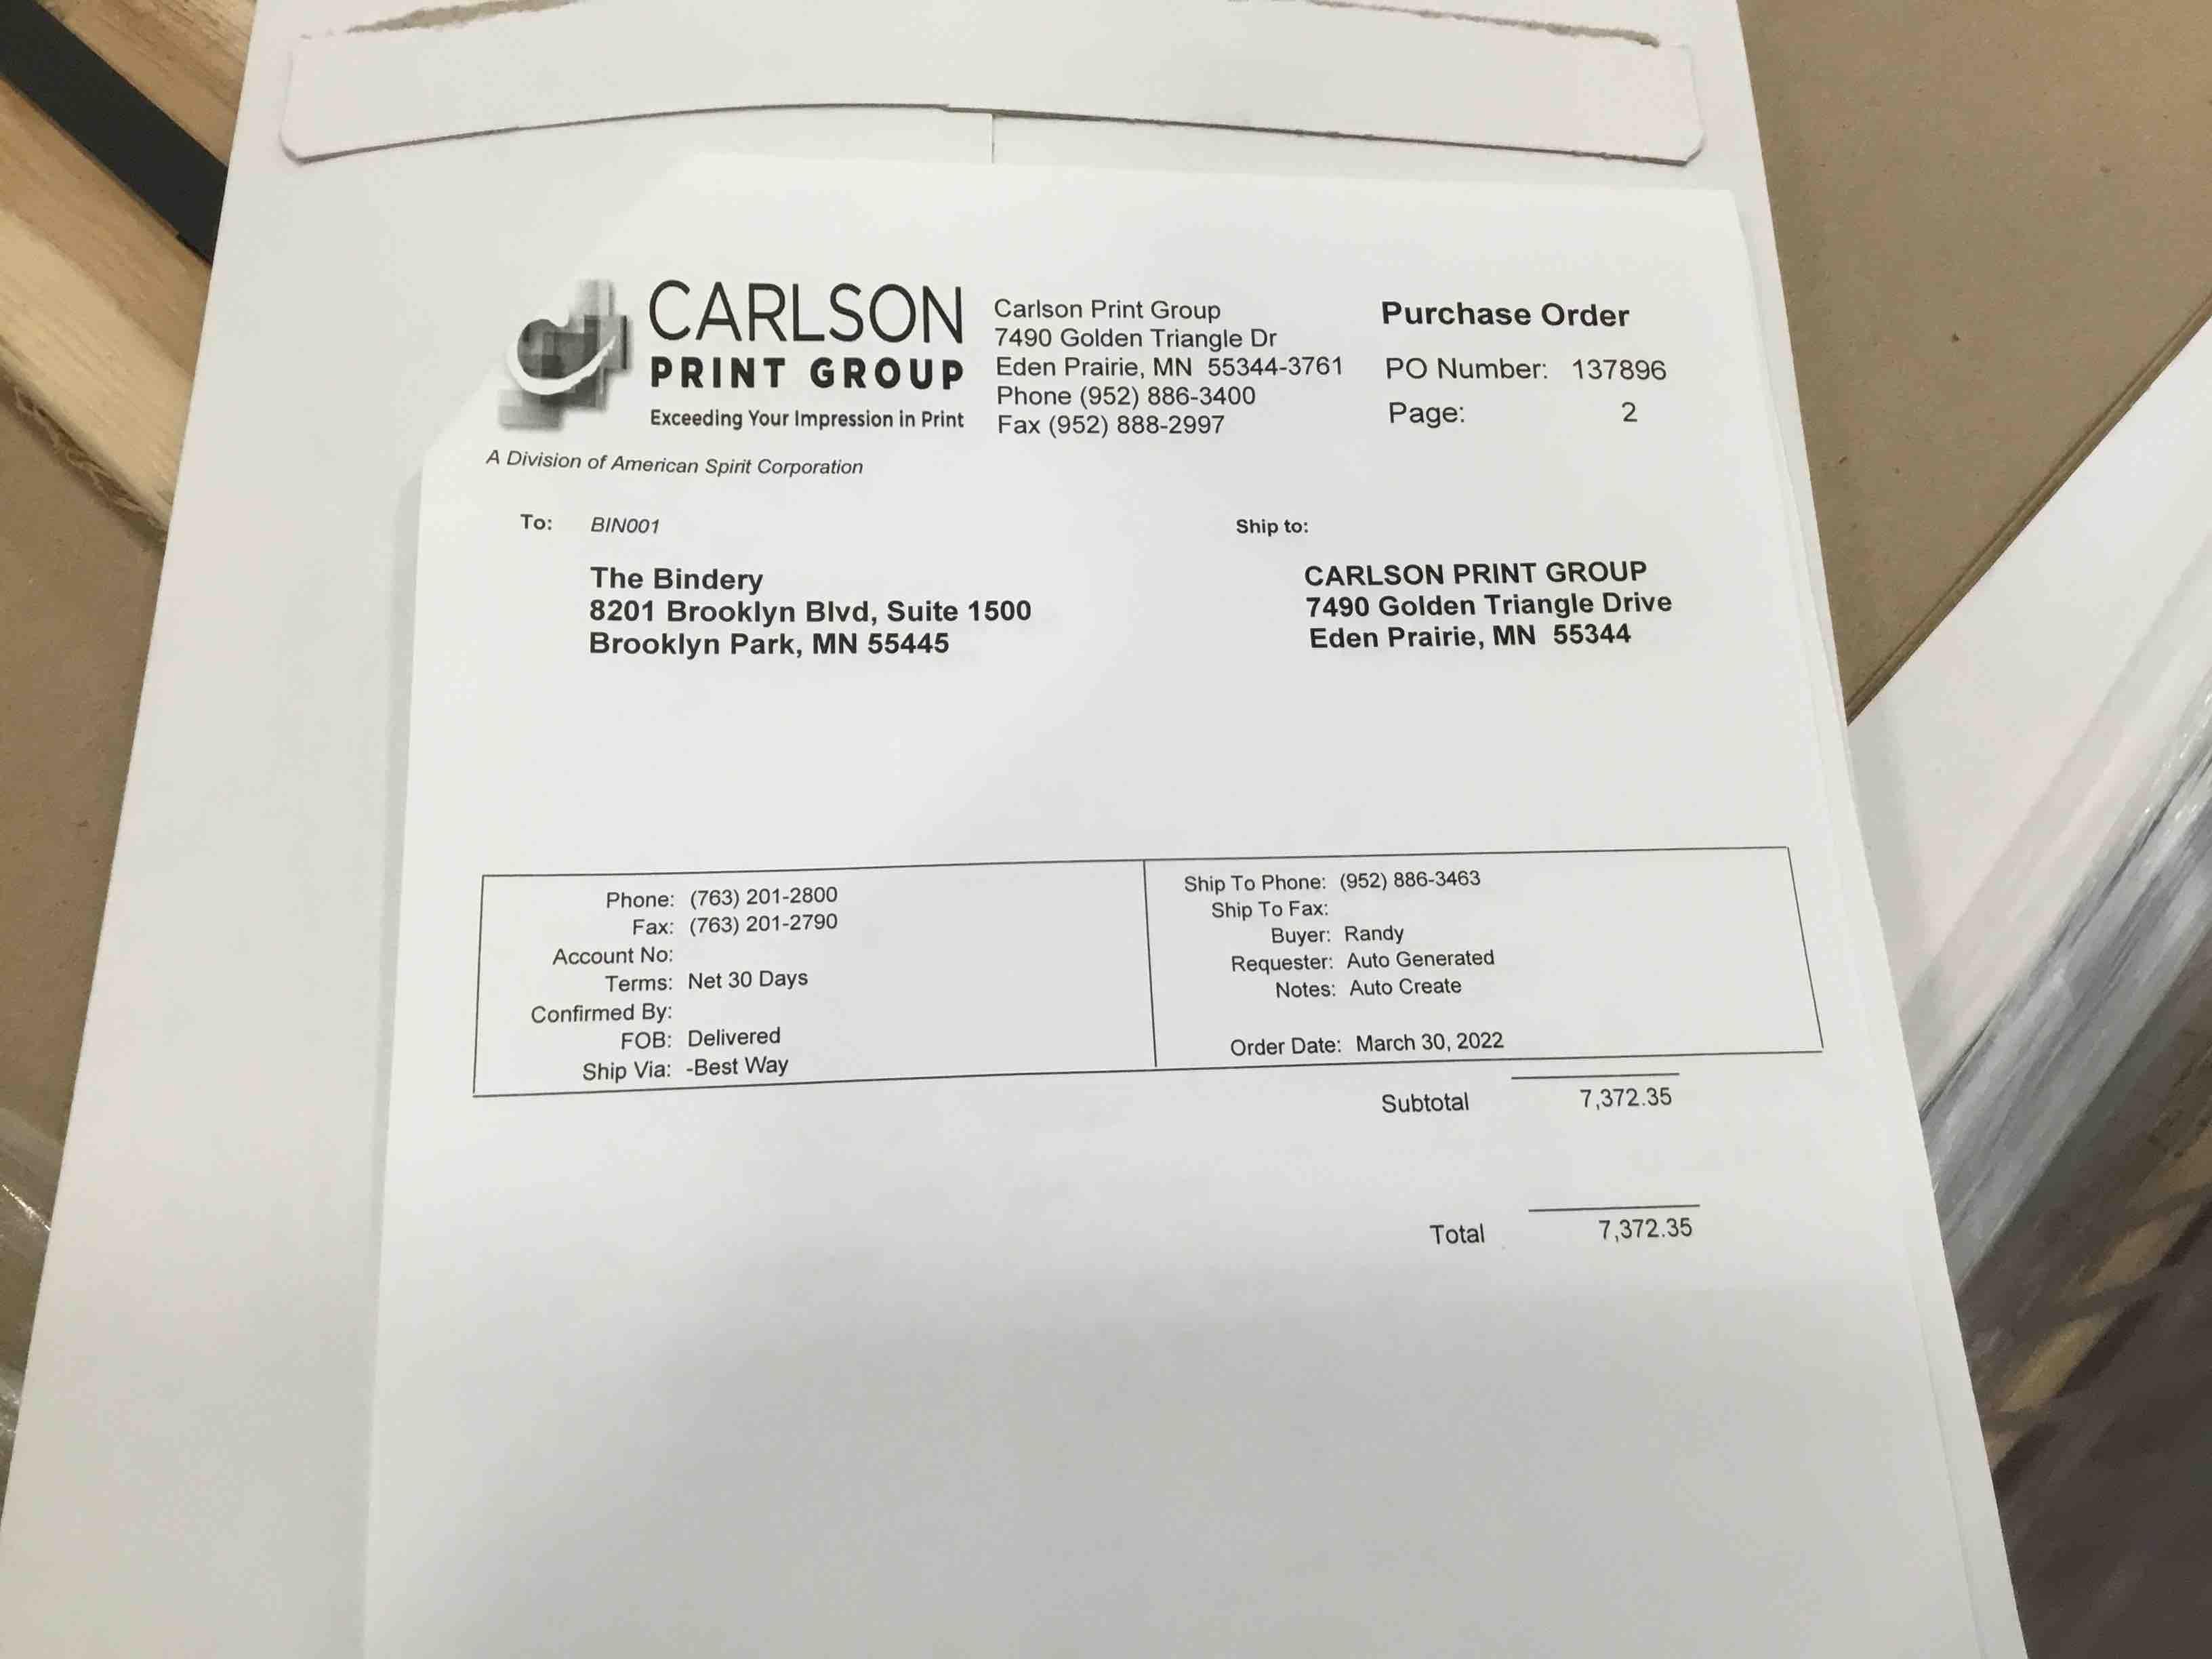 CARLSON
PRINT GROUP
Exceeding Your Impression in Print
A Division of American Spirit Corporation
Carlson Print Group
7490 Golden Triangle Dr
Eden Prairie, MN 55344-3761
Phone (952) 886-3400
Fax (952) 888-2997
Purchase Order
PO Number: 137896
Page: 2
To: BIN001
The Bindery
8201 Brooklyn Blvd, Suite 1500
Brooklyn Park, MN 55445
Ship to:
CARLSON PRINT GROUP
7490 Golden Triangle Drive
Eden Prairie, MN 55344
Phone: (763) 201-2800
Fax: (763) 201-2790
Account No:
Terms: Net 30 Days
Confirmed By:
FOB: Delivered
Ship Via: -Best Way
Ship To Phone: (952) 886-3463
Ship To Fax:
Buyer: Randy
Requester: Auto Generated
Notes: Auto Create
Order Date: March 30, 2022
Subtotal 7,372.35
Total 7,372.35